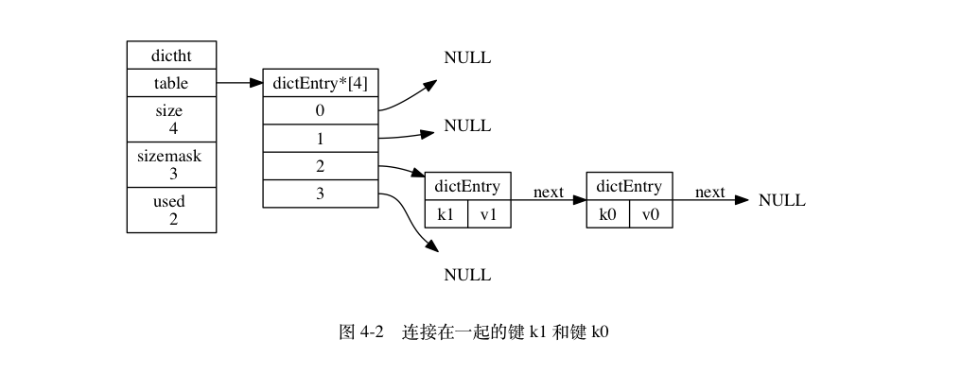 dictht
table
size
4
sizemask
3
used
2
dictEntry*[4]
0
1
2
3
NULL
NULL
dictEntry
k1 v1
next
dictEntry
k0 v0
next
NULL
NULL
图 4-2 连接在一起的键 k1 和键 k0